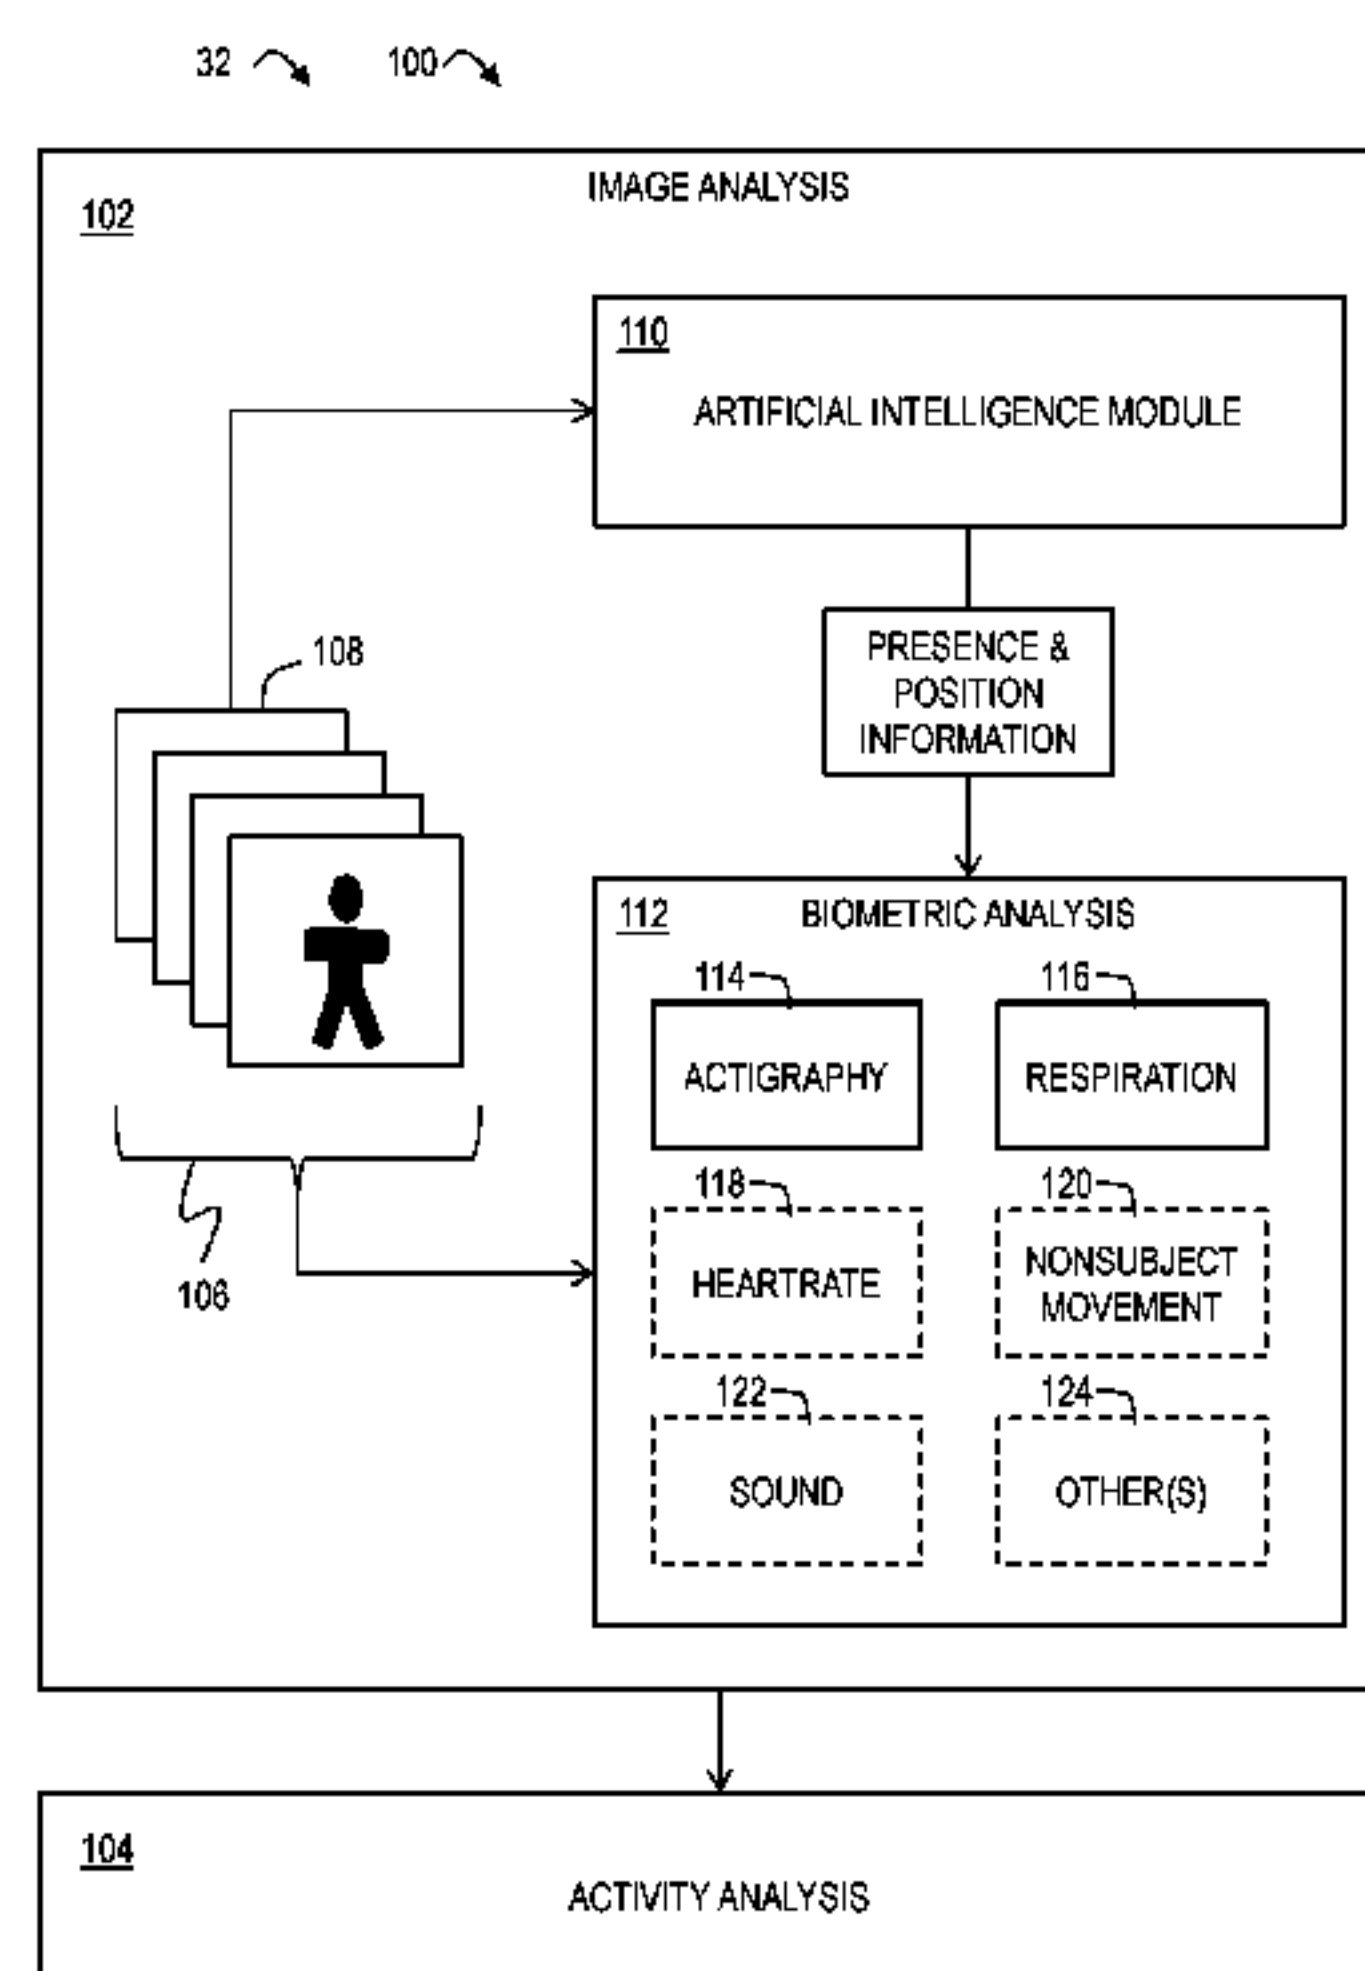 32
100
102
IMAGE ANALYSIS
110
ARTIFICIAL INTELLIGENCE MODULE
PRESENCE &
POSITION
INFORMATION
108
106
112
BIOMETRIC ANALYSIS
114
ACTIGRAPHY
116
RESPIRATION
118
HEARTRATE
120
NONSUBJECT
MOVEMENT
122
SOUND
124
OTHER(S)
104
ACTIVITY ANALYSIS